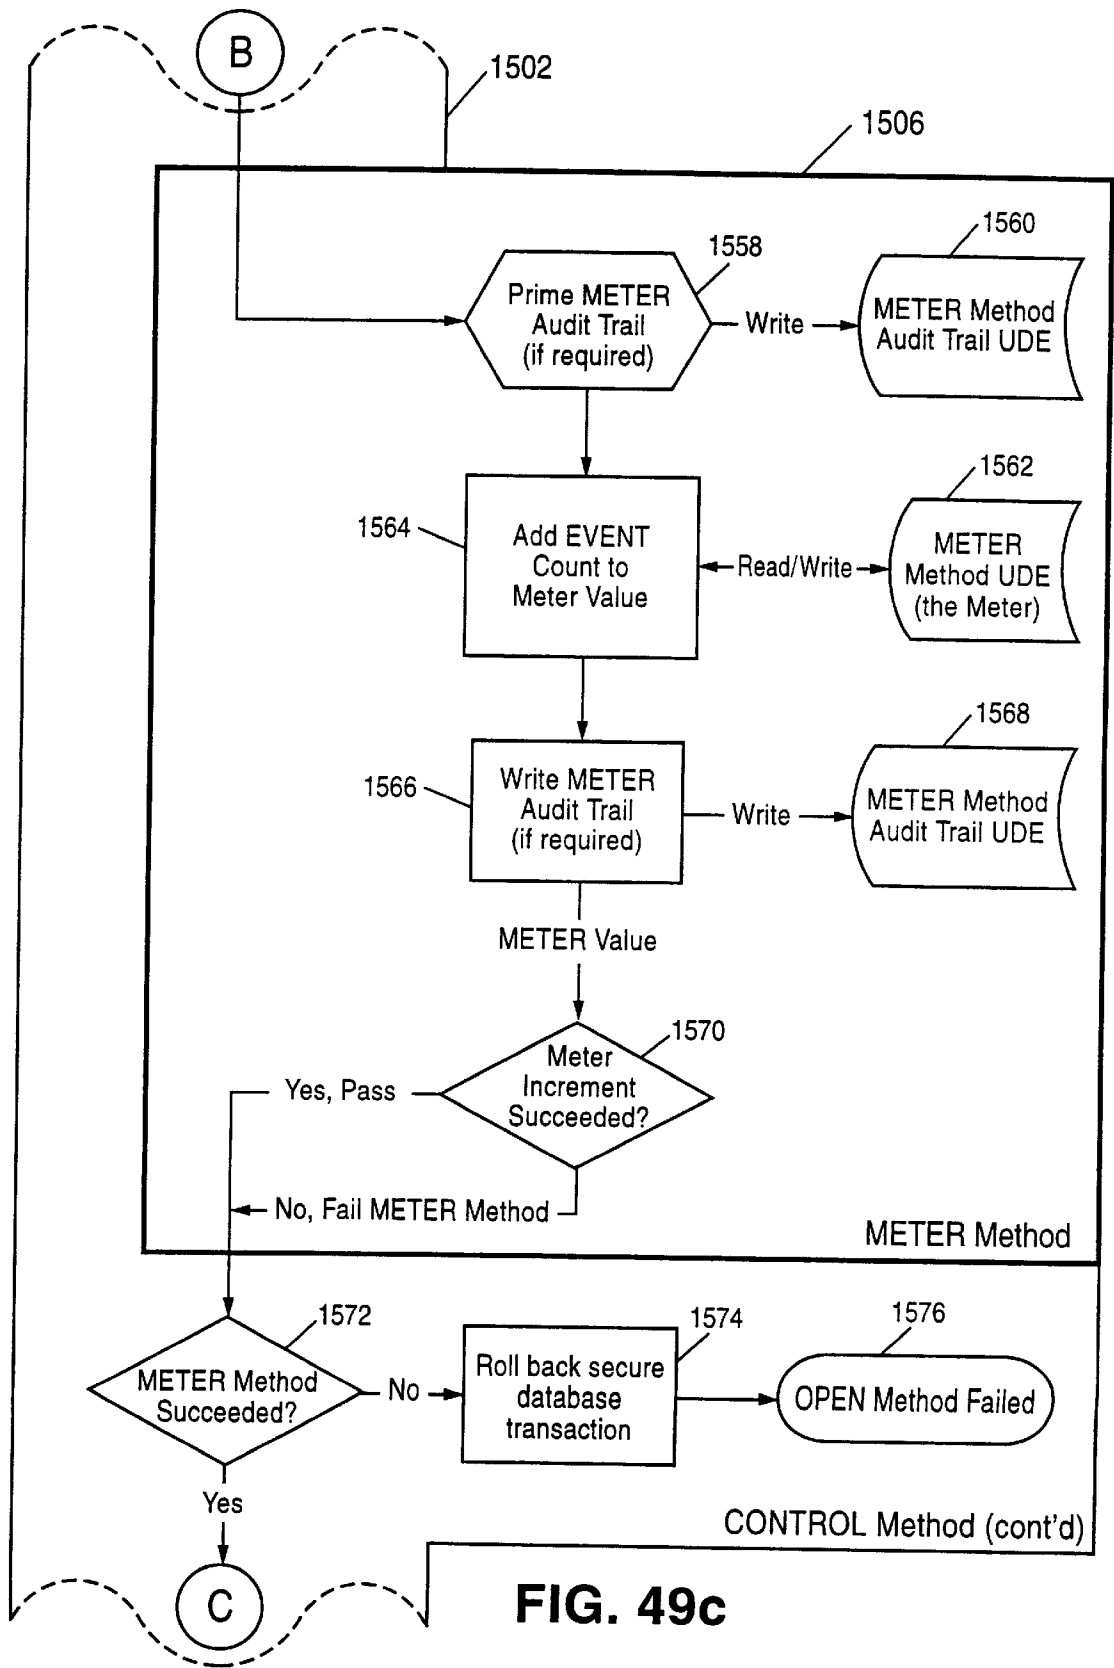 B
1502
1506
1558
1560
Prime METER
Audit Trail
(if required)
Write
METER Method
Audit Trail UDE
1562
1564
Add EVENT
Count to
Meter Value
Read/Write
METER
Method UDE
(the Meter)
1568
1566
Write METER
Audit Trail
(if required)
Write
METER Method
Audit Trail UDE
METER Value
1570
Meter
Increment
Succeeded?
Yes, Pass
No, Fail METER Method
METER Method
1572
1574
1576
METER Method
Succeeded?
No
Roll back secure
database
transaction
OPEN Method Failed
Yes
CONTROL Method (cont'd)
C
FIG. 49c